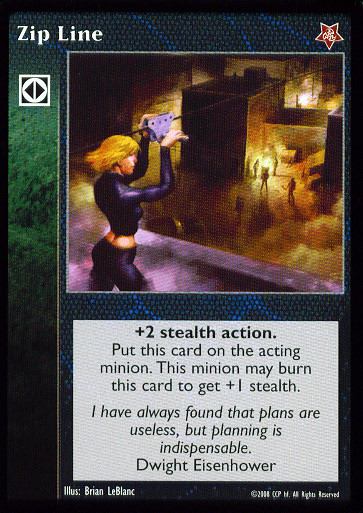 Zip Line
+2 stealth action.
Put this card on the acting
minion. This minion may burn
this card to get +1 stealth.
I have always found that plans are
useless, but planning is
indispensable.
Dwight Eisenhower
Illus: Brian LeBlanc
©2008 CCP hf. All Rights Reserved